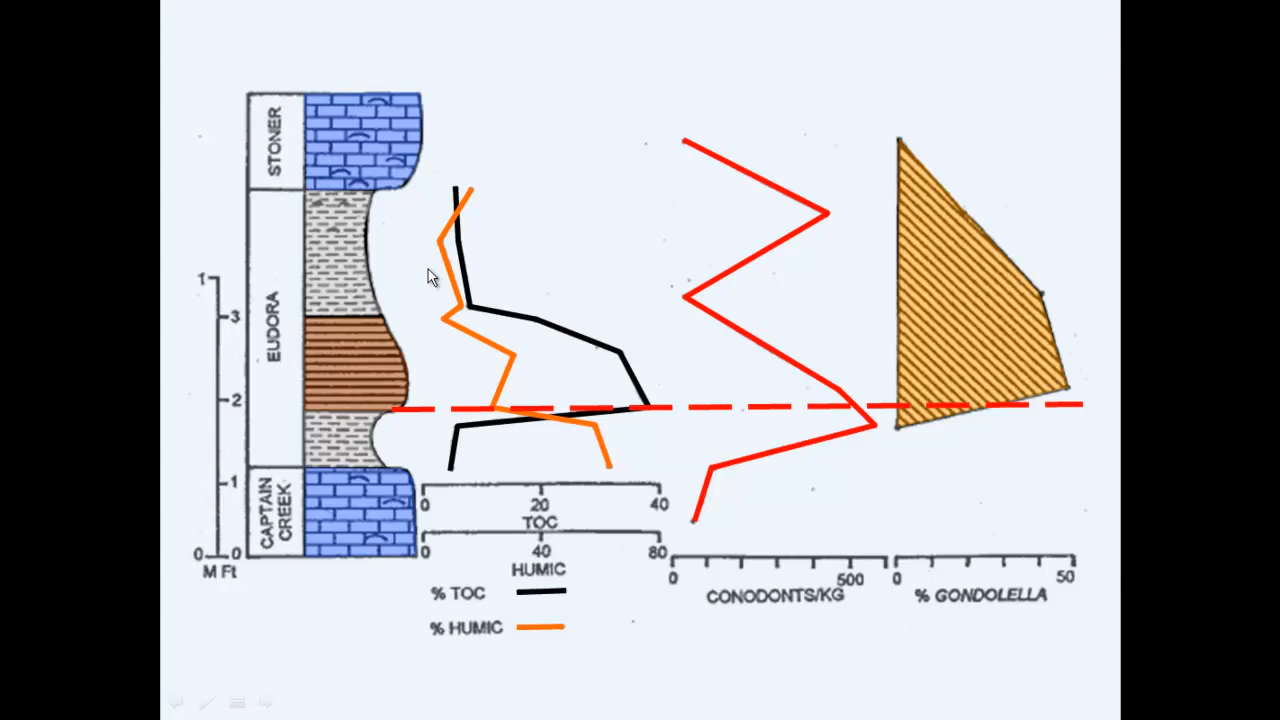 STONER
EUDORA
CAPTAIN
CREEK
1
3
2
1
0 0
M Ft
0 20 40
TOC
0 40 80
HUMIC
% TOC
% HUMIC
0 500
CONODONTS/KG
0 50
% GONDOLELLA